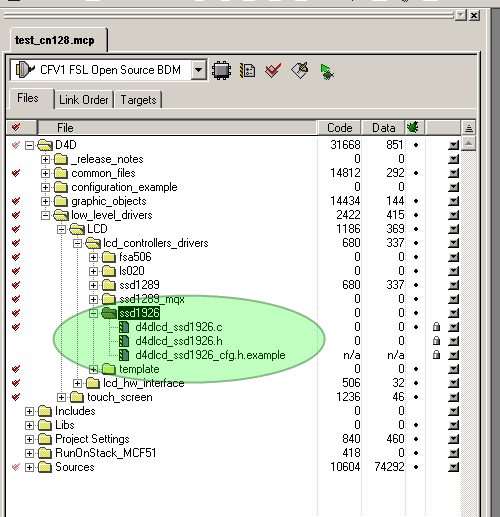 test_cn128.mcp
CFV1 FSL Open Source BDM
Files Link Order Targets
File Code Data
D4D 31668 851
_release_notes 0 0
common_files 14812 292
configuration_example 0 0
graphic_objects 14434 144
low_level_drivers 2422 415
LCD 1186 369
lcd_controllers_drivers 680 337
fsa506 0 0
ls020 0 0
ssd1289 680 337
ssd1289_mqx 0 0
ssd1926 0 0
d4dlcd_ssd1926.c 0 0
d4dlcd_ssd1926.h 0 0
d4dlcd_ssd1926_cfg.h.example n/a n/a
template 0 0
lcd_hw_interface 506 32
touch_screen 1236 46
Includes 0 0
Libs 0 0
Project Settings 840 460
RunOnStack_MCF51 418 0
Sources 10604 74292